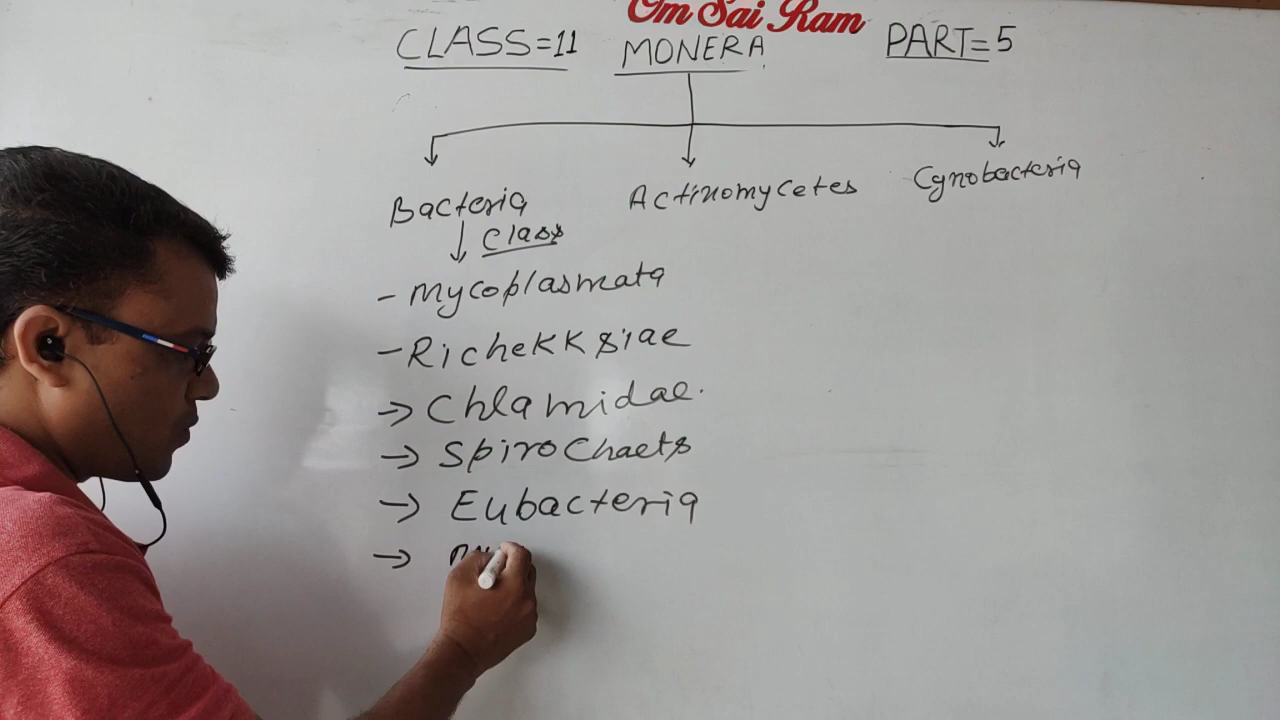 Om Sai Ram
CLASS=11 MONERA PART=5
Bacteria Actinomycetes Cynobacteria
Class
- Mycoplasmata
- Richekksiae
→ Chlamidae.
→ Spirochaets
→ Eubacteria
→